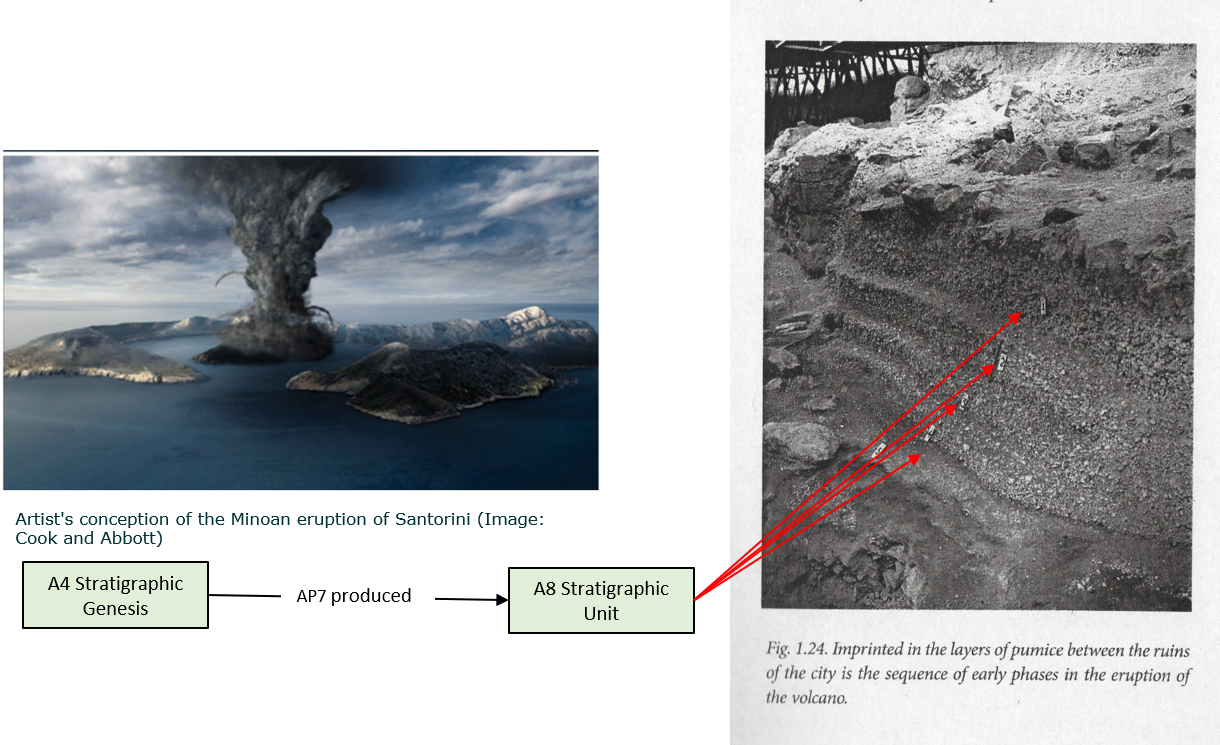 Artist's conception of the Minoan eruption of Santorini (Image:
Cook and Abbott)
A4 Stratigraphic
Genesis
AP7 produced
A8 Stratigraphic
Unit
Fig. 1.24. Imprinted in the layers of pumice between the ruins
of the city is the sequence of early phases in the eruption of
the volcano.